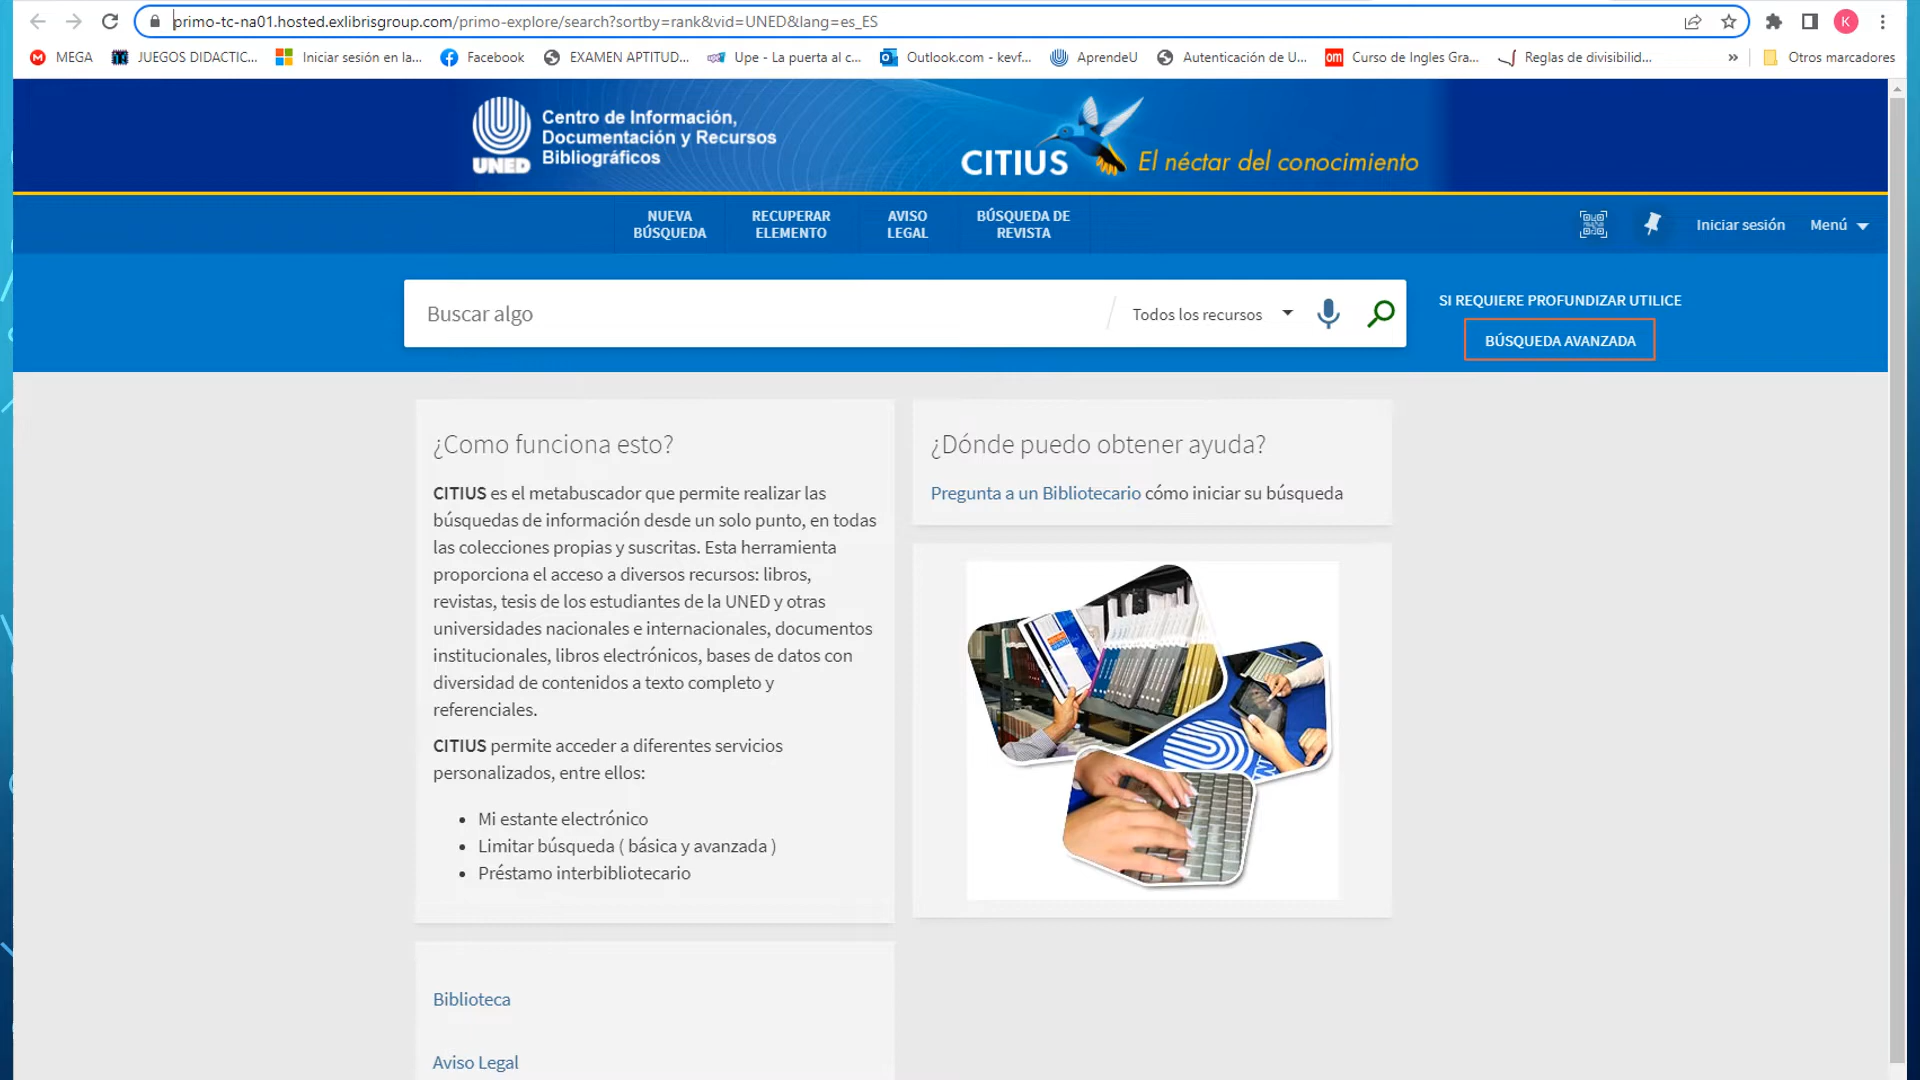 primo-tc-na01.hosted.exlibrisgroup.com/primo-explore/search?sortby=rank&vid=UNED&lang=es_ES
K
MEGA
JUEGOS DIDACTIC...
Iniciar sesión en la...
Facebook
EXAMEN APTITUD...
Upe - La puerta al c...
Outlook.com - kevf...
AprendeU
Autenticación de U...
om
Curso de Ingles Gra...
Reglas de divisibilid...
»
Otros marcadores
UNED
Centro de Información,
Documentación y Recursos
Bibliográficos
CITIUS
El néctar del conocimiento
NUEVA
BÚSQUEDA
RECUPERAR
ELEMENTO
AVISO
LEGAL
BÚSQUEDA DE
REVISTA
Iniciar sesión
Menú
Buscar algo
Todos los recursos
SI REQUIERE PROFUNDIZAR UTILICE
BÚSQUEDA AVANZADA
¿Como funciona esto?
CITIUS es el metabuscador que permite realizar las
búsquedas de información desde un solo punto, en todas
las colecciones propias y suscritas. Esta herramienta
proporciona el acceso a diversos recursos: libros,
revistas, tesis de los estudiantes de la UNED y otras
universidades nacionales e internacionales, documentos
institucionales, libros electrónicos, bases de datos con
diversidad de contenidos a texto completo y
referenciales.
CITIUS permite acceder a diferentes servicios
personalizados, entre ellos:
• Mi estante electrónico
• Limitar búsqueda ( básica y avanzada )
• Préstamo interbibliotecario
¿Dónde puedo obtener ayuda?
Pregunta a un Bibliotecario cómo iniciar su búsqueda
Biblioteca
Aviso Legal